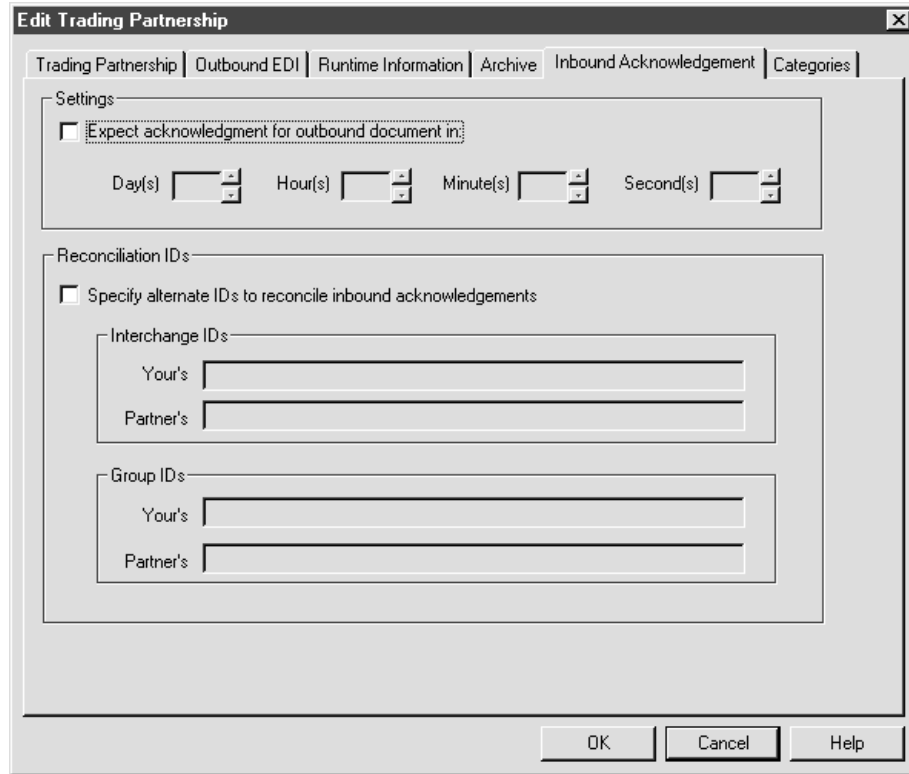 Edit Trading Partnership
Trading Partnership Outbound EDI Runtime Information Archive Inbound Acknowledgement Categories
Settings
Expect acknowledgment for outbound document in:
Day(s) Hour(s) Minute(s) Second(s)
Reconciliation IDs
Specify alternate IDs to reconcile inbound acknowledgements
Interchange IDs
Your's
Partner's
Group IDs
Your's
Partner's
OK Cancel Help